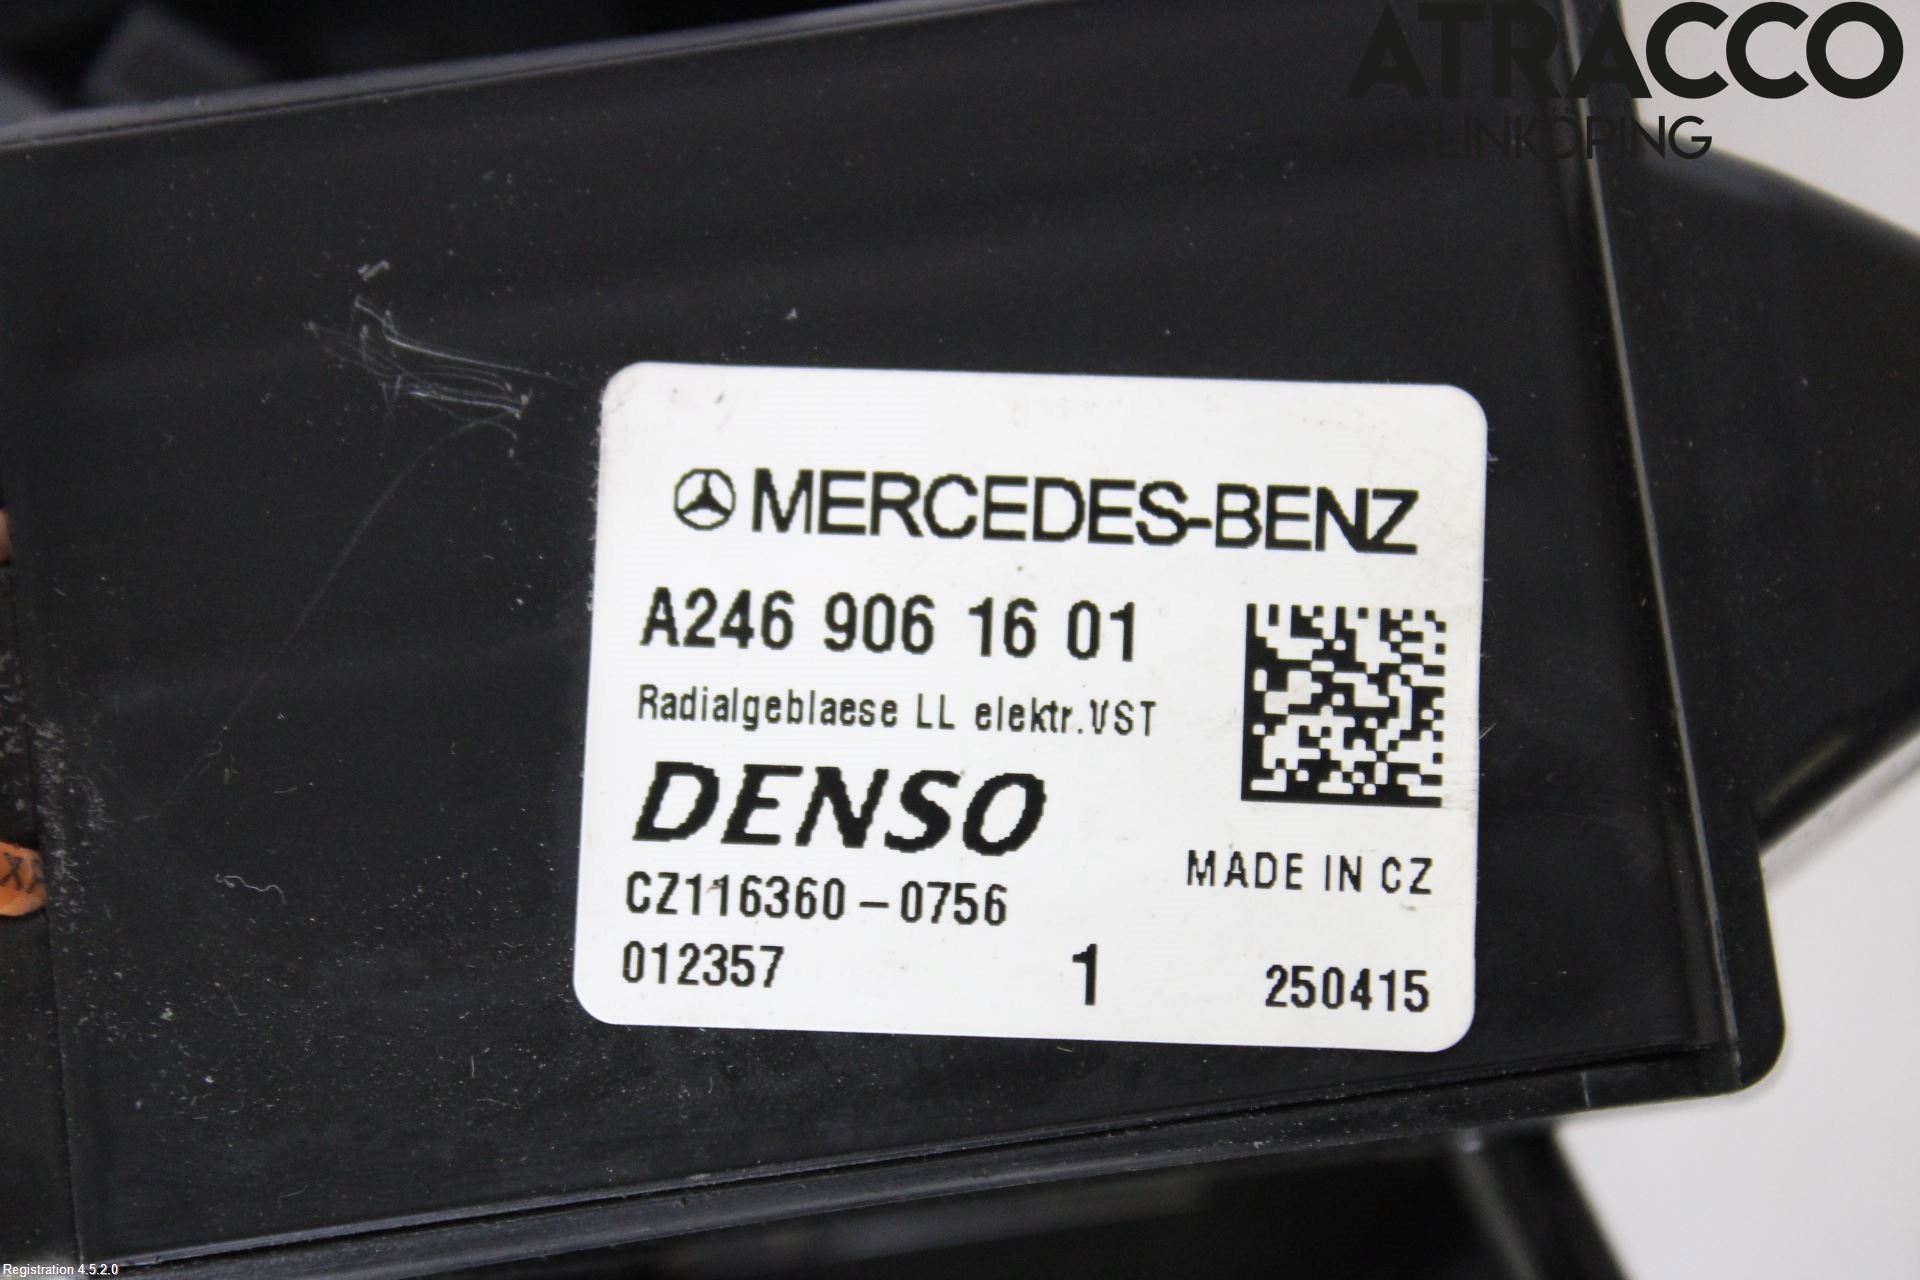 ATRACCO
LINKÖPING
MERCEDES-BENZ
A246 906 16 01
Radialgeblaese LL elektr.VST
DENSO
MADE IN CZ
CZ116360-0756
012357 1 250415
Registration 4.5.2.0